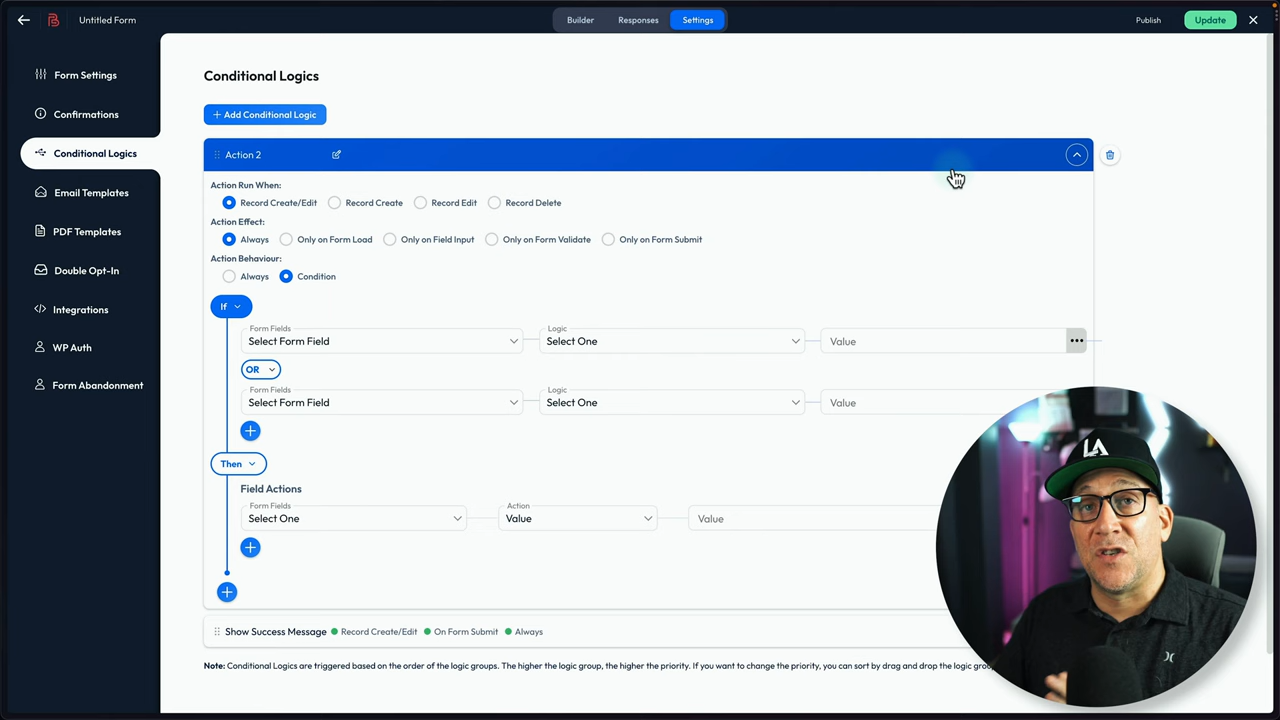 Untitled Form
Builder
Responses
Settings
Publish
Update
Form Settings
Confirmations
Conditional Logics
Email Templates
PDF Templates
Double Opt-In
Integrations
WP Auth
Form Abandonment
Conditional Logics
+ Add Conditional Logic
Action 2
Action Run When:
Record Create/Edit Record Create Record Edit Record Delete
Action Effect:
Always Only on Form Load Only on Field Input Only on Form Validate Only on Form Submit
Action Behaviour:
Always Condition
If
Form Fields Logic
Select Form Field Select One Value
OR
Form Fields Logic
Select Form Field Select One Value
Then
Field Actions
Form Fields Action
Select One Value Value
Show Success Message Record Create/Edit On Form Submit Always
Note: Conditional Logics are triggered based on the order of the logic groups. The higher the logic group, the higher the priority. If you want to change the priority, you can sort by drag and drop the logic
LA